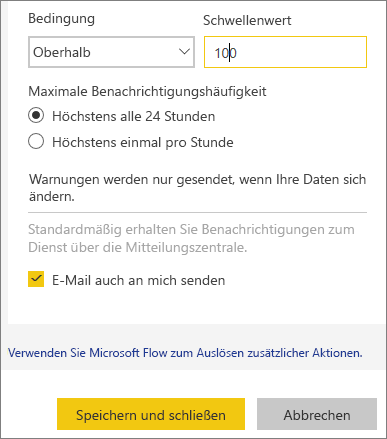 Bedingung Schwellenwert
Oberhalb 100
Maximale Benachrichtigungshäufigkeit
Höchstens alle 24 Stunden
Höchstens einmal pro Stunde
Warnungen werden nur gesendet, wenn Ihre Daten sich
ändern.
Standardmäßig erhalten Sie Benachrichtigungen zum
Dienst über die Mitteilungszentrale.
E-Mail auch an mich senden
Verwenden Sie Microsoft Flow zum Auslösen zusätzlicher Aktionen.
Speichern und schließen Abbrechen